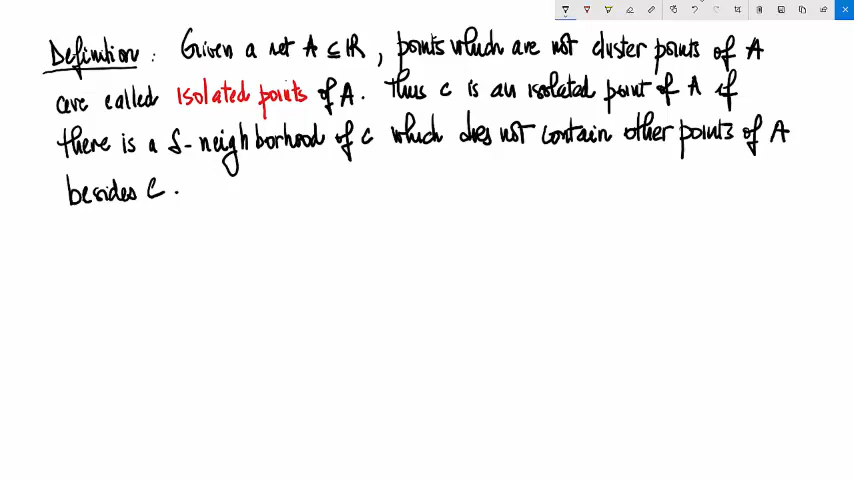 Definition: Given a set A ⊆ ℝ, points which are not cluster points of A
are called isolated points of A. Thus c is an isolated point of A if
there is a δ-neighborhood of c which does not contain other points of A
besides c.